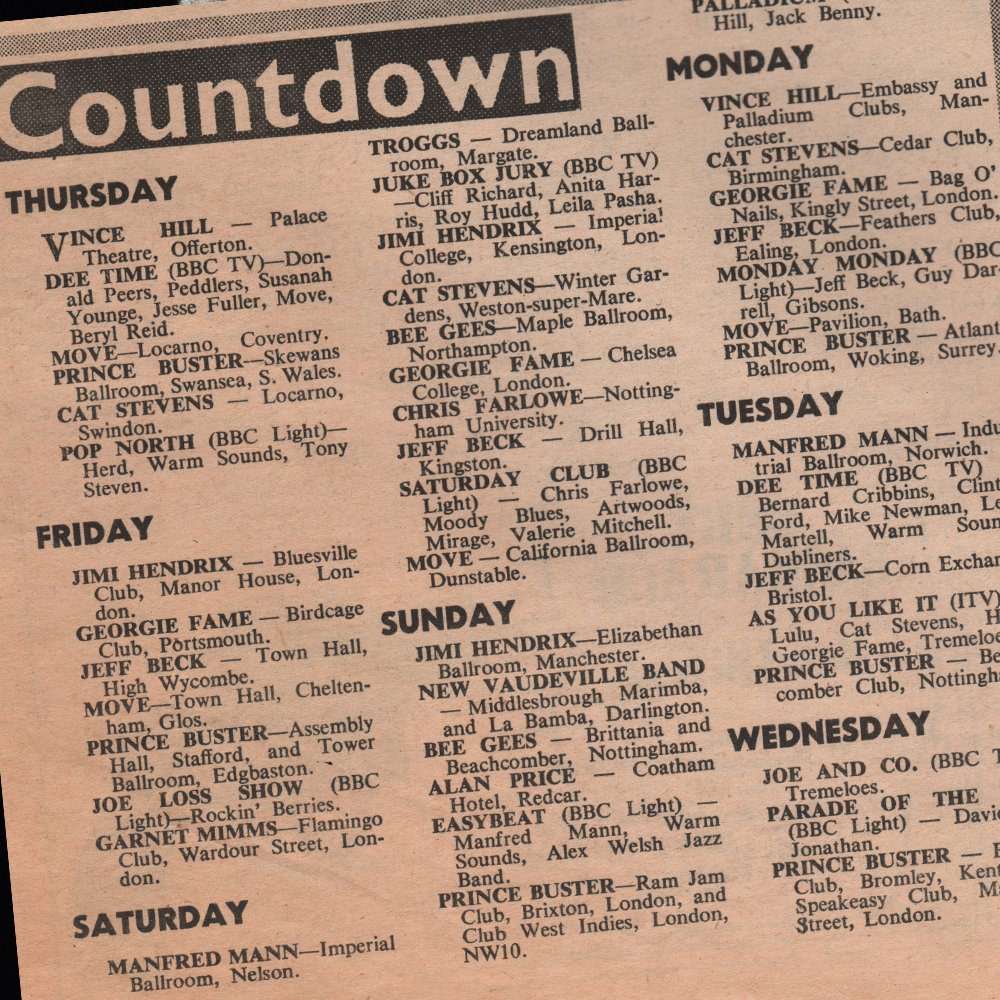 Countdown
THURSDAY
VINCE HILL — Palace
Theatre, Offerton.
DEE TIME (BBC TV)—Don-
ald Peers, Peddlers, Susanah
Younge, Jesse Fuller, Move,
Beryl Reid.
MOVE—Locarno, Coventry.
PRINCE BUSTER—Skewans
Ballroom, Swansea, S. Wales.
CAT STEVENS — Locarno,
Swindon.
POP NORTH (BBC Light)—
Herd, Warm Sounds, Tony
Steven.
FRIDAY
JIMI HENDRIX — Bluesville
Club, Manor House, Lon-
don.
GEORGIE FAME — Birdcage
Club, Portsmouth.
JEFF BECK — Town Hall,
High Wycombe.
MOVE—Town Hall, Chelten-
ham, Glos.
PRINCE BUSTER—Assembly
Hall, Stafford, and Tower
Ballroom, Edgbaston.
JOE LOSS SHOW (BBC
Light)—Rockin' Berries.
GARNET MIMMS—Flamingo
Club, Wardour Street, Lon-
don.
SATURDAY
MANFRED MANN—Imperial
Ballroom, Nelson.
TROGGS — Dreamland Ball-
room, Margate.
JUKE BOX JURY (BBC TV)
—Cliff Richard, Anita Har-
ris, Roy Hudd, Leila Pasha.
JIMI HENDRIX — Imperial
College, Kensington, Lon-
don.
CAT STEVENS—Winter Gar-
dens, Weston-super-Mare.
BEE GEES—Maple Ballroom,
Northampton.
GEORGIE FAME — Chelsea
College, London.
CHRIS FARLOWE—Notting-
ham University.
JEFF BECK — Drill Hall,
Kingston.
SATURDAY CLUB (BBC
Light) — Chris Farlowe,
Moody Blues, Artwoods,
Mirage, Valerie Mitchell.
MOVE — California Ballroom,
Dunstable.
SUNDAY
JIMI HENDRIX—Elizabethan
Ballroom, Manchester.
NEW VAUDEVILLE BAND
— Middlesbrough Marimba,
and La Bamba, Darlington.
BEE GEES — Brittania and
Beachcomber, Nottingham.
ALAN PRICE — Coatham
Hotel, Redcar.
EASYBEAT (BBC Light) —
Manfred Mann, Warm
Sounds, Alex Welsh Jazz
Band.
PRINCE BUSTER—Ram Jam
Club, Brixton, London, and
Club West Indies, London,
NW10.
PALLADIUM
Hill, Jack Benny.
MONDAY
VINCE HILL—Embassy and
Palladium Clubs, Man-
chester.
CAT STEVENS—Cedar Club,
Birmingham.
GEORGIE FAME — Bag O'
Nails, Kingly Street, London.
JEFF BECK—Feathers Club,
Ealing, London.
MONDAY MONDAY (BBC
Light)—Jeff Beck, Guy Dar-
rell, Gibsons.
MOVE—Pavilion, Bath.
PRINCE BUSTER — Atlant
Ballroom, Woking, Surrey.
TUESDAY
MANFRED MANN — Indu
trial Ballroom, Norwich.
DEE TIME (BBC TV)
Bernard Cribbins, Clint
Ford, Mike Newman, Le
Martell, Warm Soun
Dubliners.
JEFF BECK—Corn Exchan
Bristol.
AS YOU LIKE IT (ITV)
Lulu, Cat Stevens, H
Georgie Fame, Tremeloe
PRINCE BUSTER — Be
comber Club, Nottingha
WEDNESDAY
JOE AND CO. (BBC T
Tremeloes.
PARADE OF THE
(BBC Light) — Davi
Jonathan.
PRINCE BUSTER —
Club, Bromley, Kent
Speakeasy Club, Ma
Street, London.